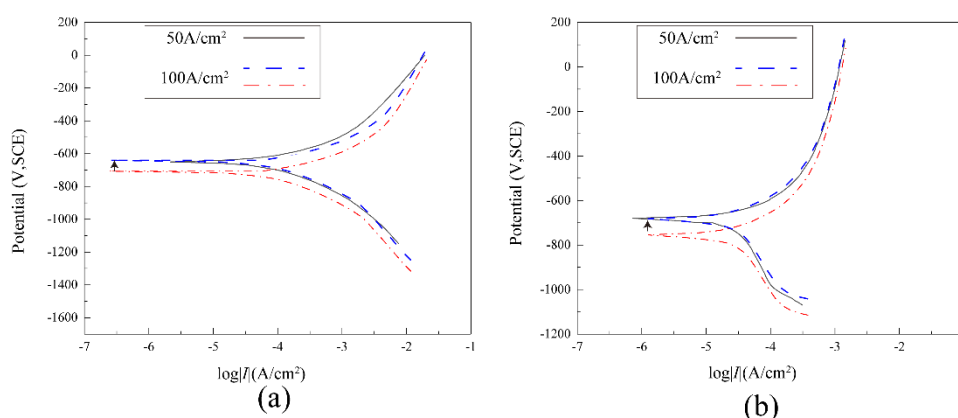 200
0
-200
-400
-600
-800
-1000
-1200
-1400
-1600
Potential (V,SCE)
50A/cm²
100A/cm²
-7 -6 -5 -4 -3 -2 -1
log|I|(A/cm²)
(a)
200
0
-200
-400
-600
-800
-1000
-1200
Potential (V,SCE)
50A/cm²
100A/cm²
-7 -6 -5 -4 -3 -2
log|I|(A/cm²)
(b)